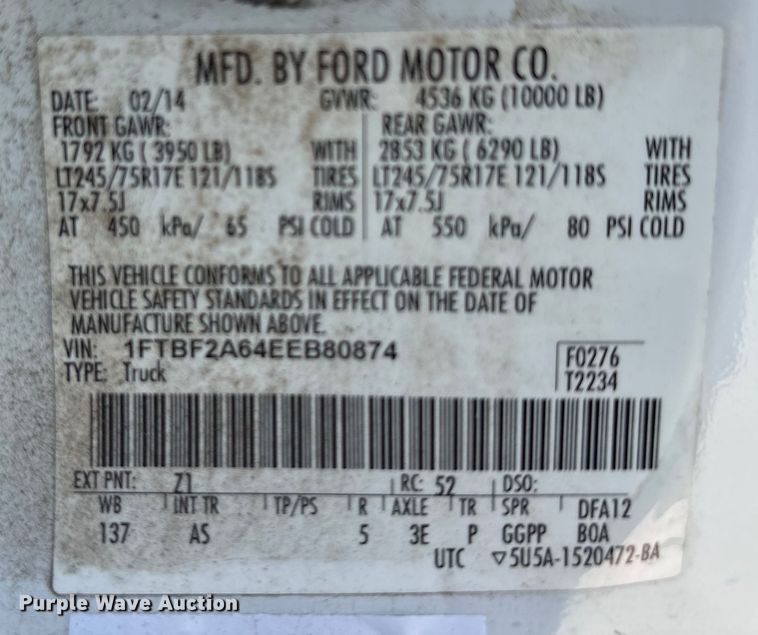 MFD. BY FORD MOTOR CO.
DATE: 02/14 GVWR: 4536 KG (10000 LB)
FRONT GAWR: REAR GAWR:
1792 KG ( 3950 LB) WITH 2853 KG ( 6290 LB) WITH
LT245/75R17E 121/118S TIRES LT245/75R17E 121/118S TIRES
17x7.5J RIMS 17x7.5J RIMS
AT 450 kPa/ 65 PSI COLD AT 550 kPa/ 80 PSI COLD
THIS VEHICLE CONFORMS TO ALL APPLICABLE FEDERAL MOTOR
VEHICLE SAFETY STANDARDS IN EFFECT ON THE DATE OF
MANUFACTURE SHOWN ABOVE.
VIN: 1FTBF2A64EEB80874 F0276
TYPE: Truck T2234
EXT PNT: Z1 RC: 52 DSO:
WB INT TR TP/PS R AXLE TR SPR DFA12
137 AS 5 3E P GGPP BOA
UTC ▽5U5A-1520472-BA
Purple Wave Auction